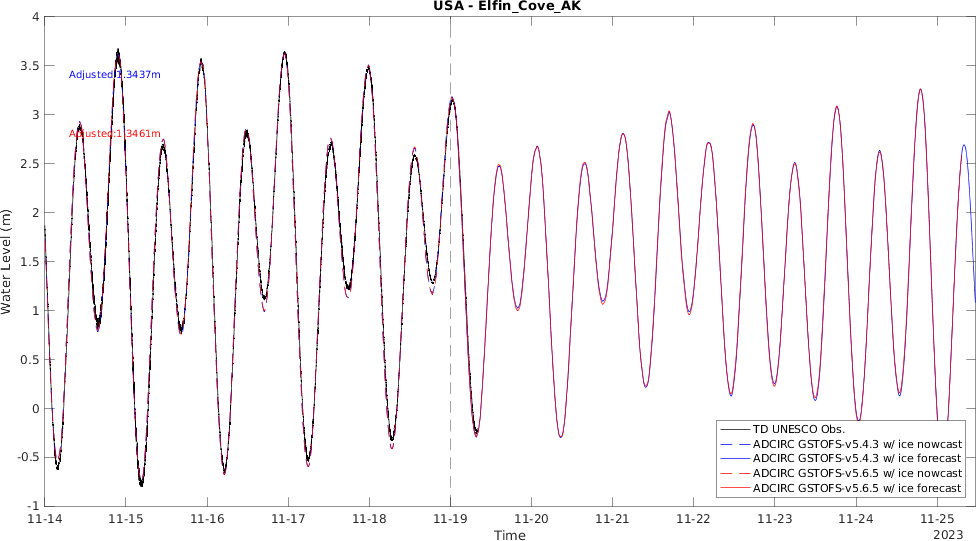 USA - Elfin_Cove_AK
4
3.5
3
2.5
2
1.5
1
0.5
0
-0.5
-1
Water Level (m)
Adjusted:1.3437m
Adjusted:1.3461m
TD UNESCO Obs.
ADCIRC GSTOFS-v5.4.3 w/ ice nowcast
ADCIRC GSTOFS-v5.4.3 w/ ice forecast
ADCIRC GSTOFS-v5.6.5 w/ ice nowcast
ADCIRC GSTOFS-v5.6.5 w/ ice forecast
11-14 11-15 11-16 11-17 11-18 11-19 11-20 11-21 11-22 11-23 11-24 11-25
Time
2023